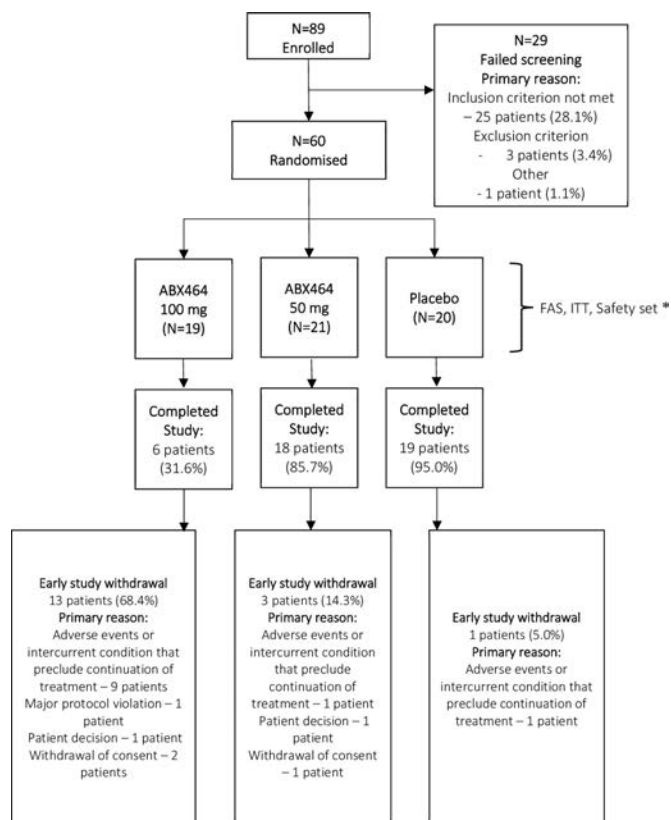 N=89
Enrolled
N=29
Failed screening
Primary reason:
Inclusion criterion not met
– 25 patients (28.1%)
Exclusion criterion
- 3 patients (3.4%)
Other
- 1 patient (1.1%)
N=60
Randomised
ABX464
100 mg
(N=19)
ABX464
50 mg
(N=21)
Placebo
(N=20)
FAS, ITT, Safety set *
Completed
Study:
6 patients
(31.6%)
Completed
Study:
18 patients
(85.7%)
Completed
Study:
19 patients
(95.0%)
Early study withdrawal
13 patients (68.4%)
Primary reason:
Adverse events or
intercurrent condition that
preclude continuation of
treatment – 9 patients
Major protocol violation – 1
patient
Patient decision – 1 patient
Withdrawal of consent – 2
patients
Early study withdrawal
3 patients (14.3%)
Primary reason:
Adverse events or
intercurrent condition
that preclude
continuation of
treatment – 1 patient
Patient decision – 1
patient
Withdrawal of consent
– 1 patient
Early study withdrawal
1 patients (5.0%)
Primary reason:
Adverse events or
intercurrent condition that
preclude continuation of
treatment – 1 patient